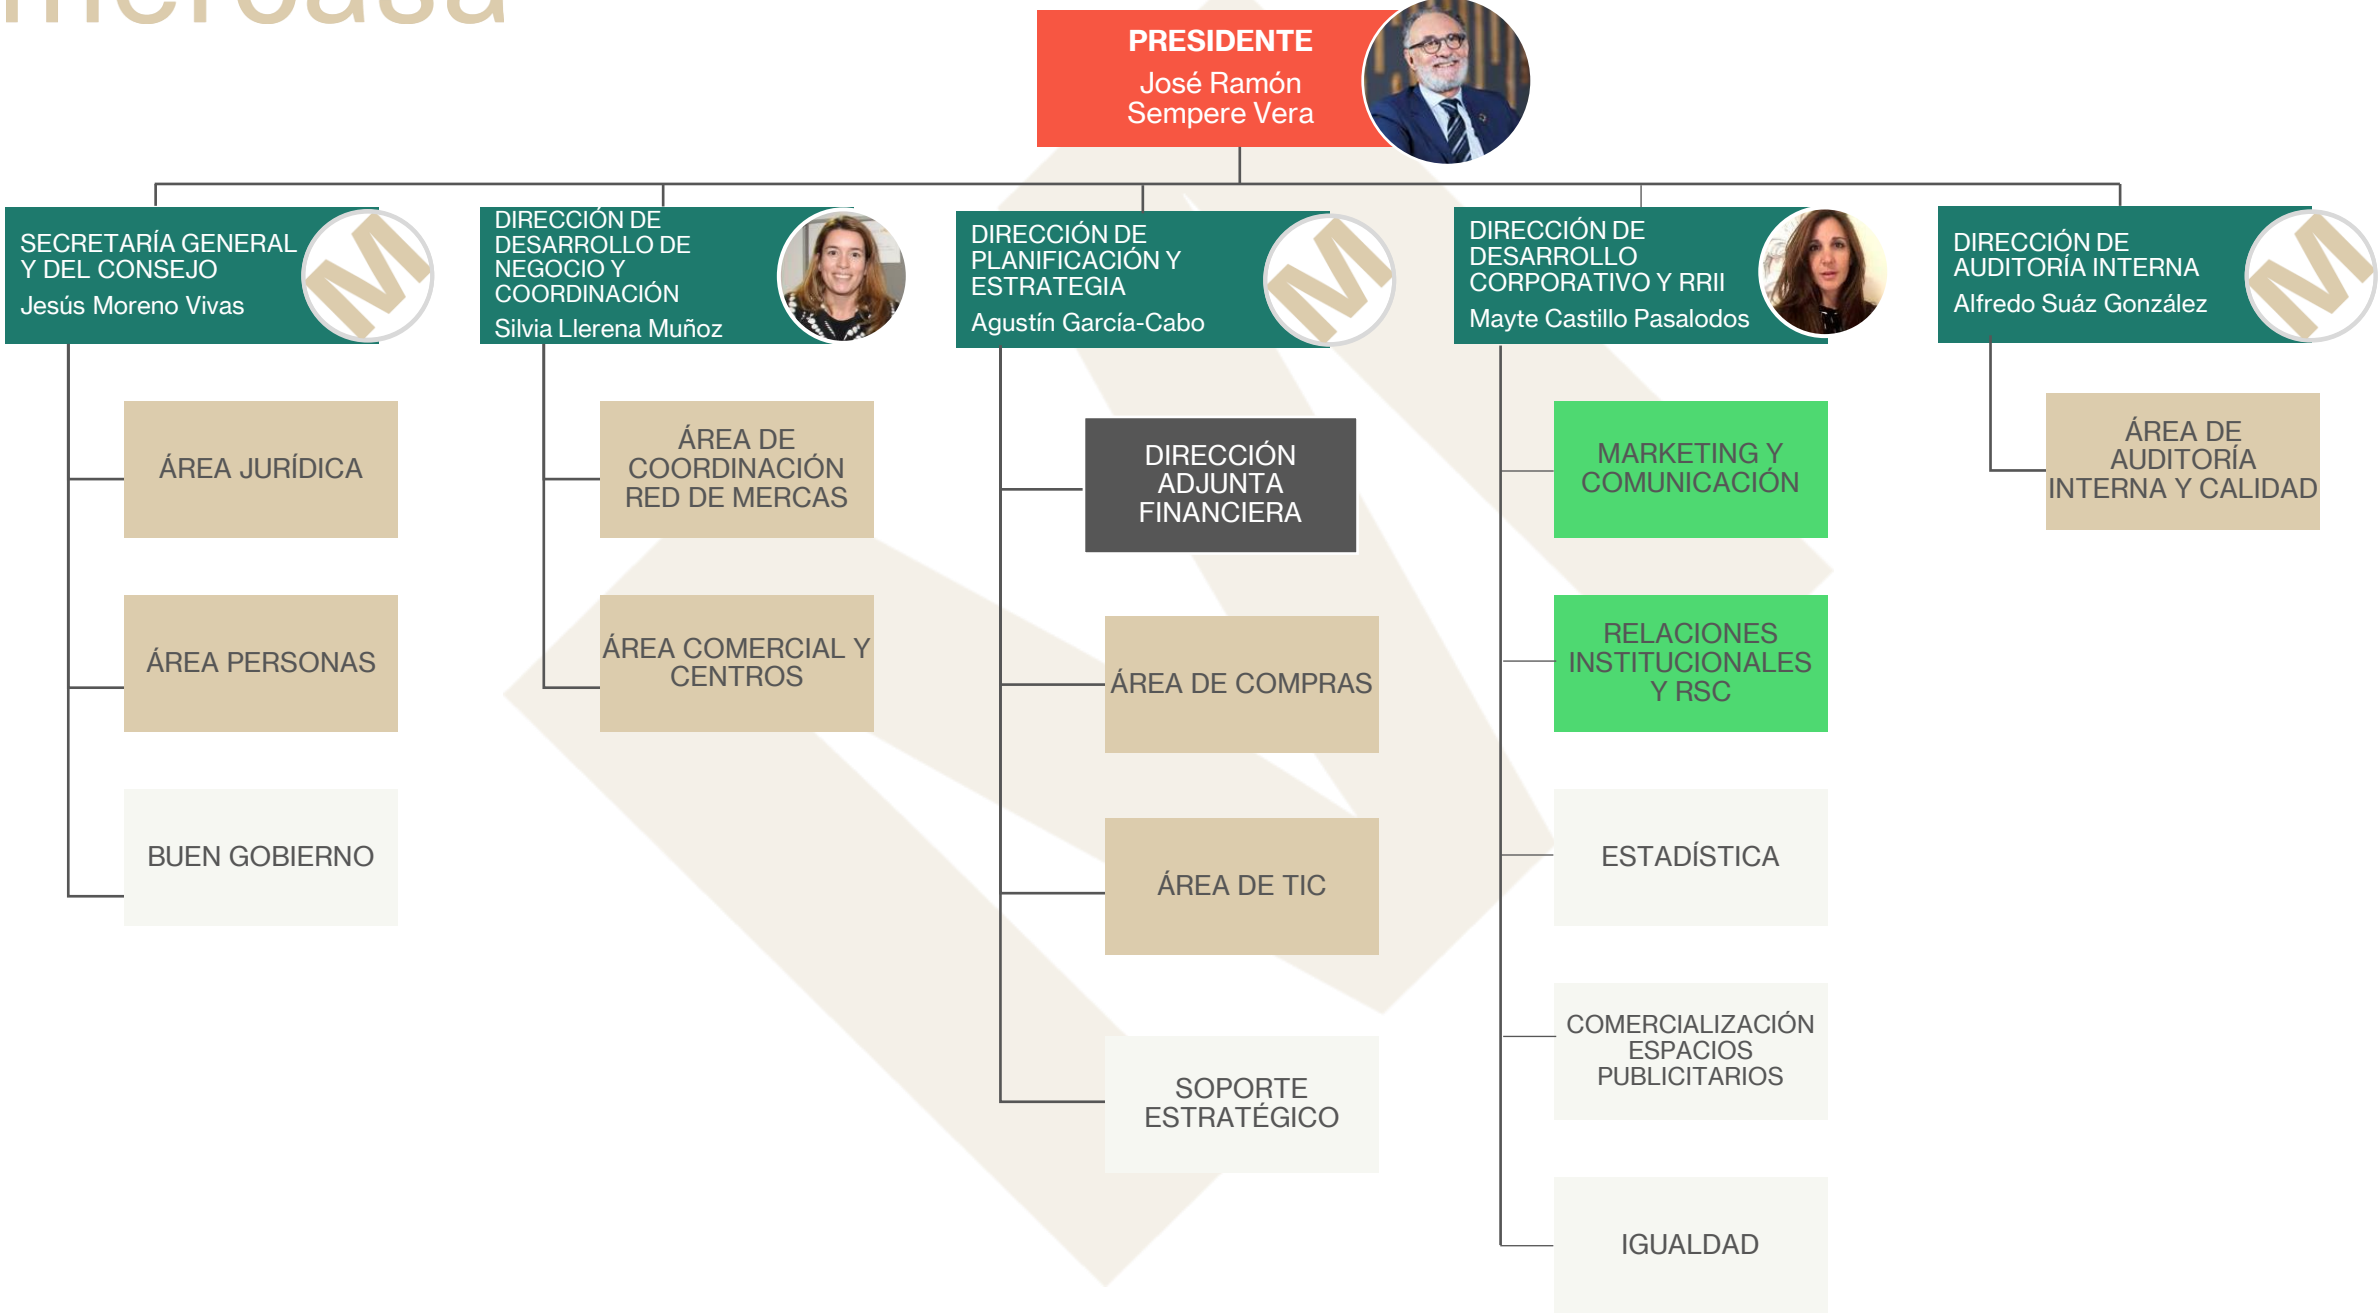 mercasa
PRESIDENTE
José Ramón
Sempere Vera
SECRETARÍA GENERAL
Y DEL CONSEJO
Jesús Moreno Vivas
M
DIRECCIÓN DE
DESARROLLO DE
NEGOCIO Y
COORDINACIÓN
Silvia Llerena Muñoz
DIRECCIÓN DE
PLANIFICACIÓN Y
ESTRATEGIA
Agustín García-Cabo
M
DIRECCIÓN DE
DESARROLLO
CORPORATIVO Y RRII
Mayte Castillo Pasalodos
DIRECCIÓN DE
AUDITORÍA INTERNA
Alfredo Suáz González
M
ÁREA JURÍDICA
ÁREA PERSONAS
BUEN GOBIERNO
ÁREA DE
COORDINACIÓN
RED DE MERCAS
ÁREA COMERCIAL Y
CENTROS
DIRECCIÓN
ADJUNTA
FINANCIERA
ÁREA DE COMPRAS
ÁREA DE TIC
SOPORTE
ESTRATÉGICO
MARKETING Y
COMUNICACIÓN
RELACIONES
INSTITUCIONALES
Y RSC
ESTADÍSTICA
COMERCIALIZACIÓN
ESPACIOS
PUBLICITARIOS
IGUALDAD
ÁREA DE
AUDITORÍA
INTERNA Y CALIDAD